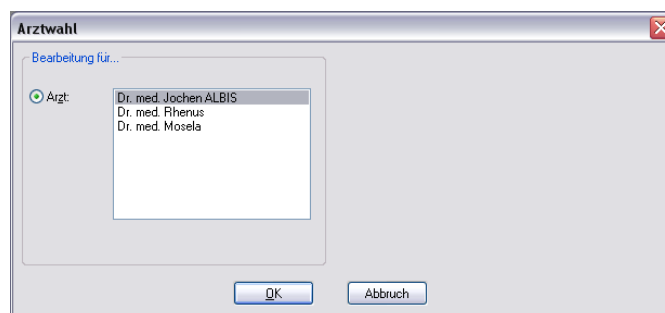 Arztwahl
Bearbeitung für...
Arzt:
Dr. med. Jochen ALBIS
Dr. med. Rhenus
Dr. med. Mosela
OK
Abbruch